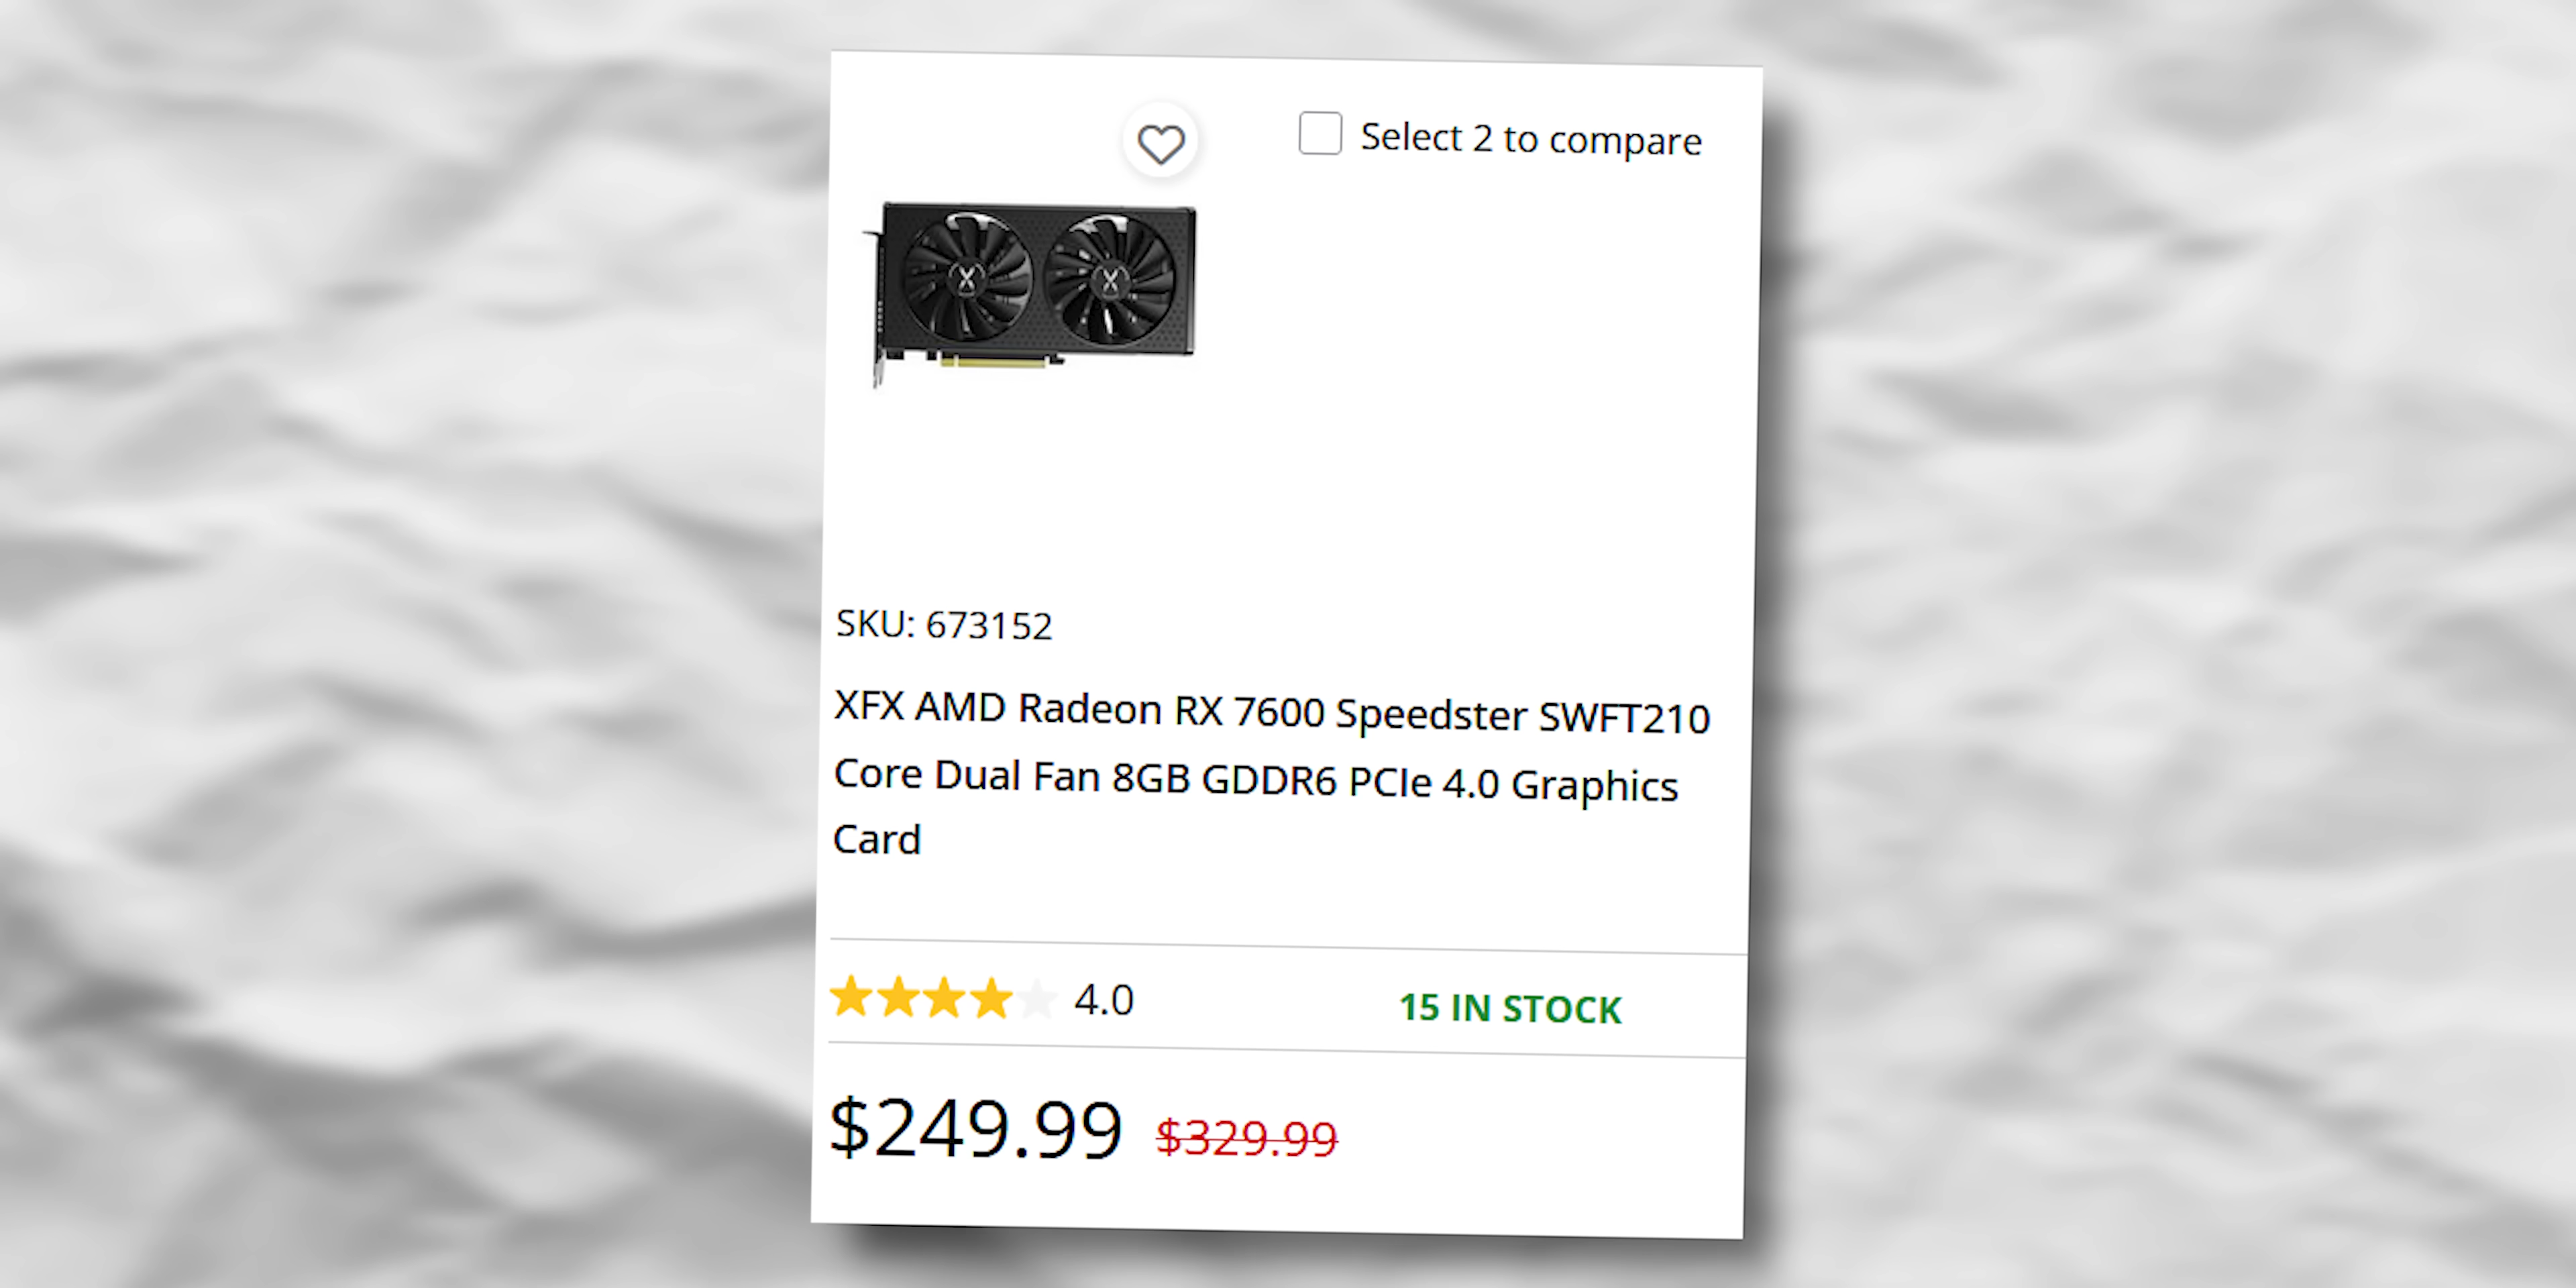 Select 2 to compare
SKU: 673152
XFX AMD Radeon RX 7600 Speedster SWFT210
Core Dual Fan 8GB GDDR6 PCIe 4.0 Graphics
Card
4.0
15 IN STOCK
$249.99 $329.99